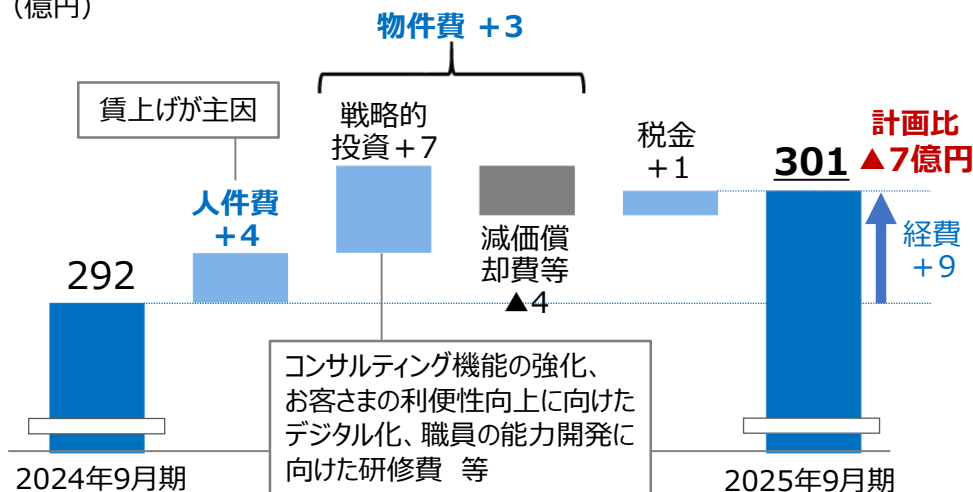 （億円）
物件費 +3
賃上げが主因
戦略的
投資＋7
税金
＋1
計画比
▲7億円
301
人件費
+4
経費
＋9
減価償
却費等
▲4
292
コンサルティング機能の強化、
お客さまの利便性向上に向けた
デジタル化、職員の能力開発に
向けた研修費　等
2024年9月期
2025年9月期